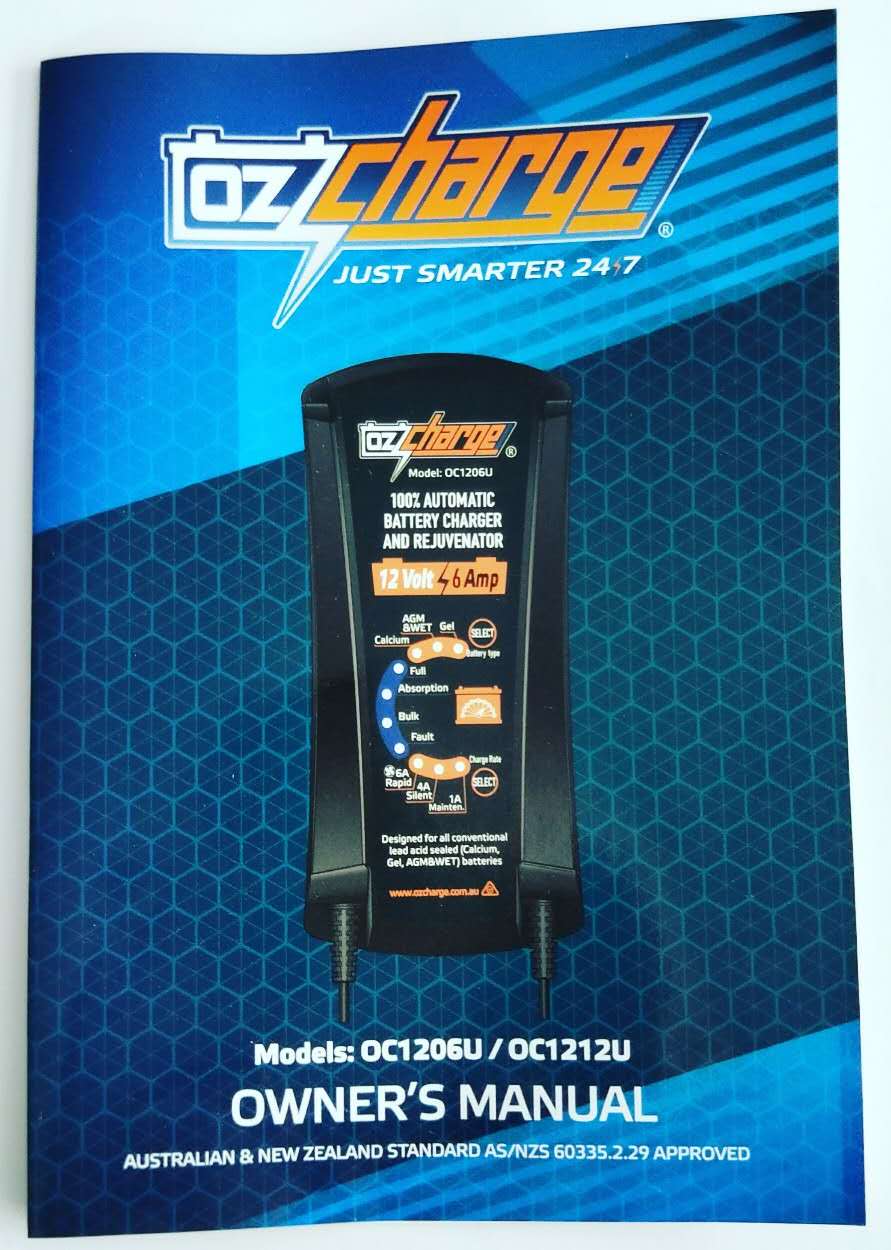 OZ charge ®
JUST SMARTER 24/7
OZ charge ®
Model: OC1206U
100% AUTOMATIC
BATTERY CHARGER
AND REJUVENATOR
12 Volt 6 Amp
AGM
&WET Gel
Calcium
SELECT
Battery type
Full
Absorption
Bulk
Fault
Charge Rate
6A
Rapid
4A
Silent
1A
Mainten.
SELECT
Designed for all conventional
lead acid sealed (Calcium,
Gel, AGM&WET) batteries
www.ozcharge.com.au
Models: OC1206U / OC1212U
OWNER'S MANUAL
AUSTRALIAN & NEW ZEALAND STANDARD AS/NZS 60335.2.29 APPROVED